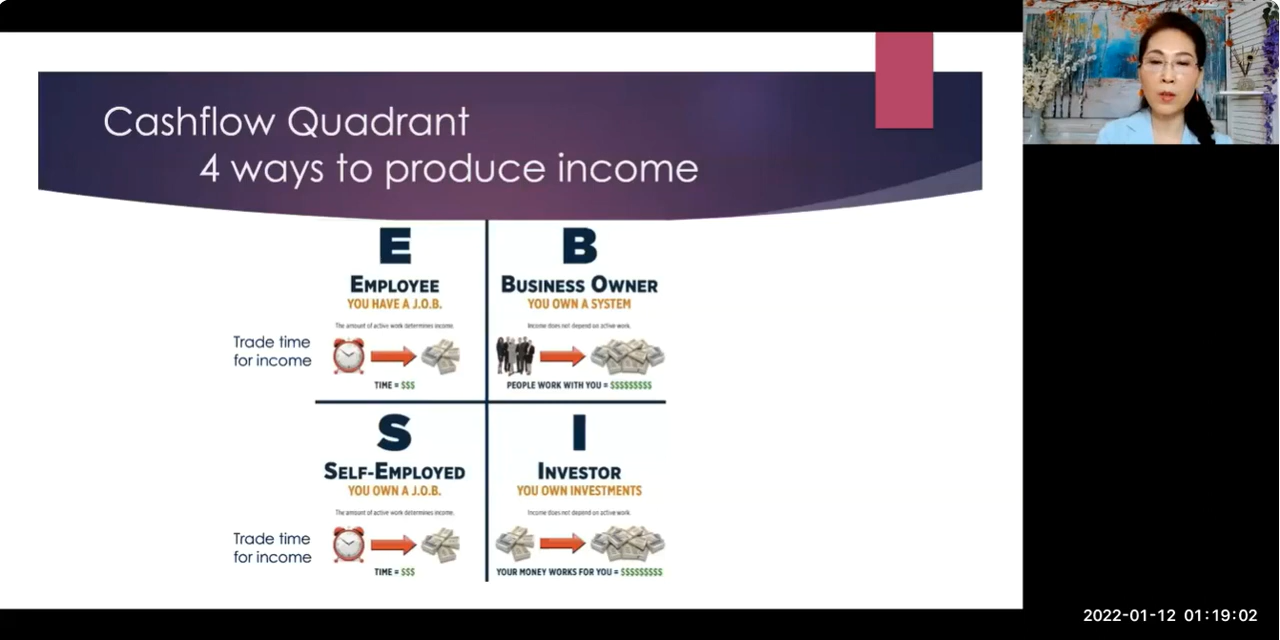 Cashflow Quadrant
4 ways to produce income
E
EMPLOYEE
YOU HAVE A J.O.B.
The amount of active work determines income.
Trade time
for income
TIME = $$$
B
BUSINESS OWNER
YOU OWN A SYSTEM
Income does not depend on active work.
PEOPLE WORK WITH YOU = $$$$$$$$$
S
SELF-EMPLOYED
YOU OWN A J.O.B.
The amount of active work determines income.
Trade time
for income
TIME = $$$
I
INVESTOR
YOU OWN INVESTMENTS
Income does not depend on active work.
YOUR MONEY WORKS FOR YOU = $$$$$$$$$
2022-01-12 01:19:02